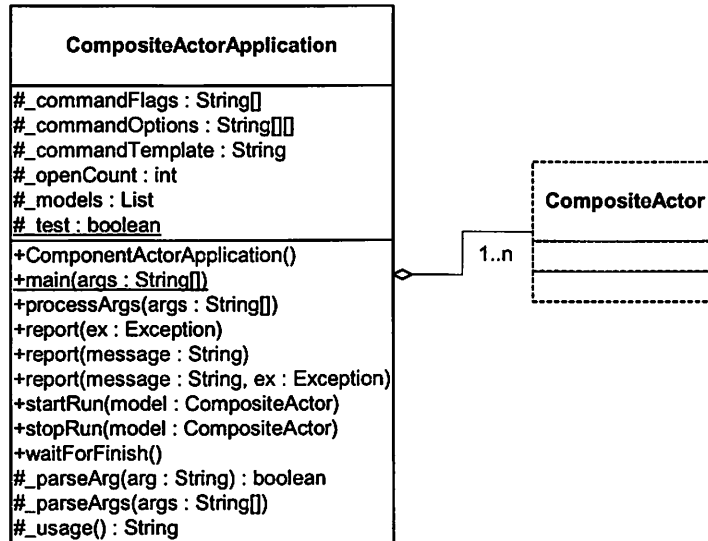 CompositeActorApplication
#_commandFlags : String[]
#_commandOptions : String[][]
#_commandTemplate : String
#_openCount : int
#_models : List
#_test : boolean
+ComponentActorApplication()
+main(args : String[])
+processArgs(args : String[])
+report(ex : Exception)
+report(message : String)
+report(message : String, ex : Exception)
+startRun(model : CompositeActor)
+stopRun(model : CompositeActor)
+waitForFinish()
#_parseArg(arg : String) : boolean
#_parseArgs(args : String[])
#_usage() : String
1..n
CompositeActor